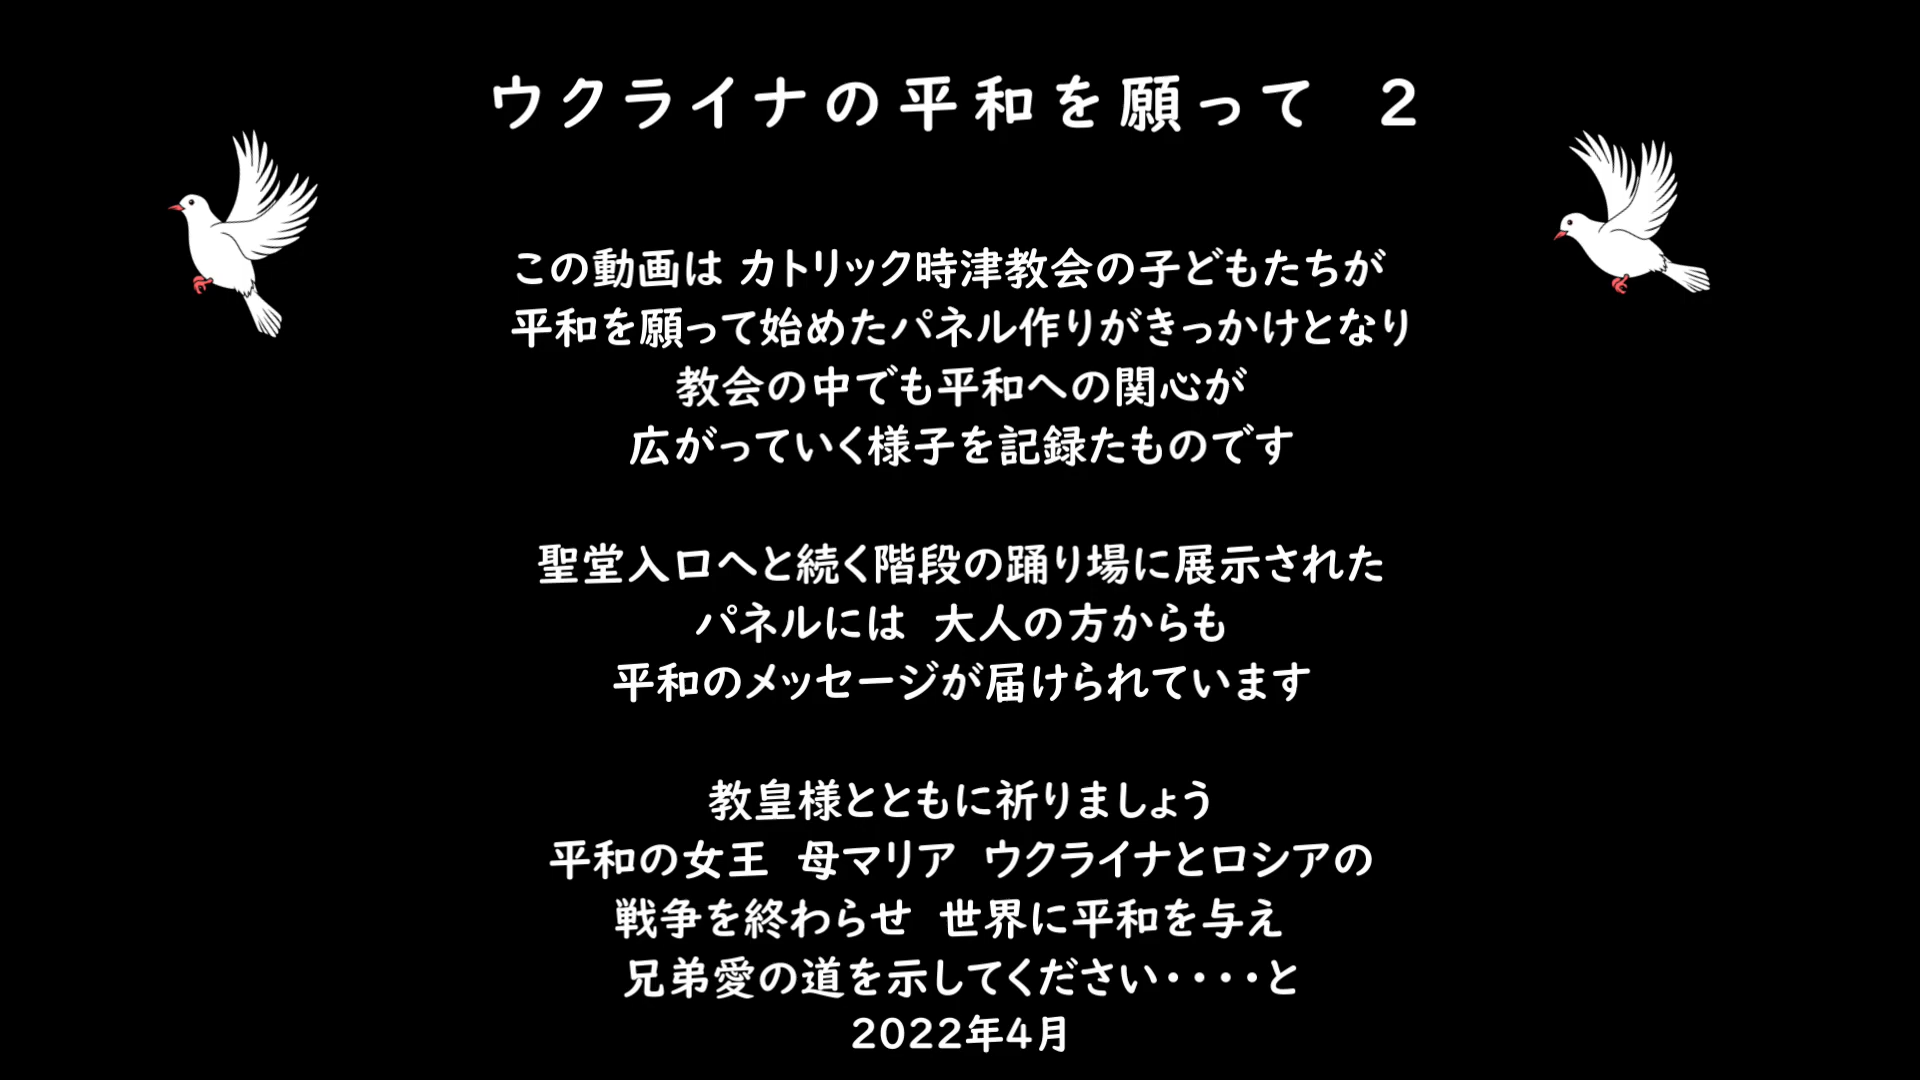 ウクライナの平和を願って　2
この動画は カトリック時津教会の子どもたちが
平和を願って始めたパネル作りがきっかけとなり
教会の中でも平和への関心が
広がっていく様子を記録たものです
聖堂入口へと続く階段の踊り場に展示された
パネルには　大人の方からも
平和のメッセージが届けられています
教皇様とともに祈りましょう
平和の女王　母マリア　ウクライナとロシアの
戦争を終わらせ　世界に平和を与え
兄弟愛の道を示してください・・・・と
2022年4月